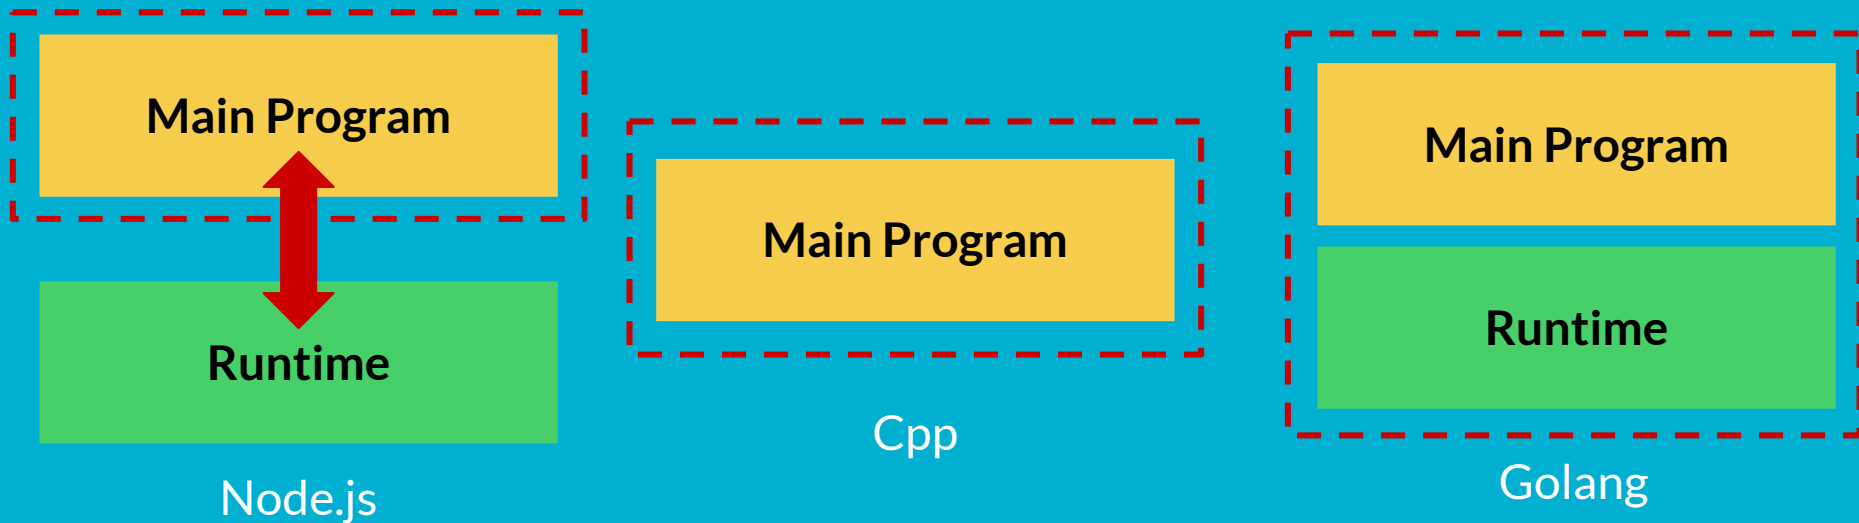 Main Program
Runtime
Node.js
Main Program
Cpp
Main Program
Runtime
Golang